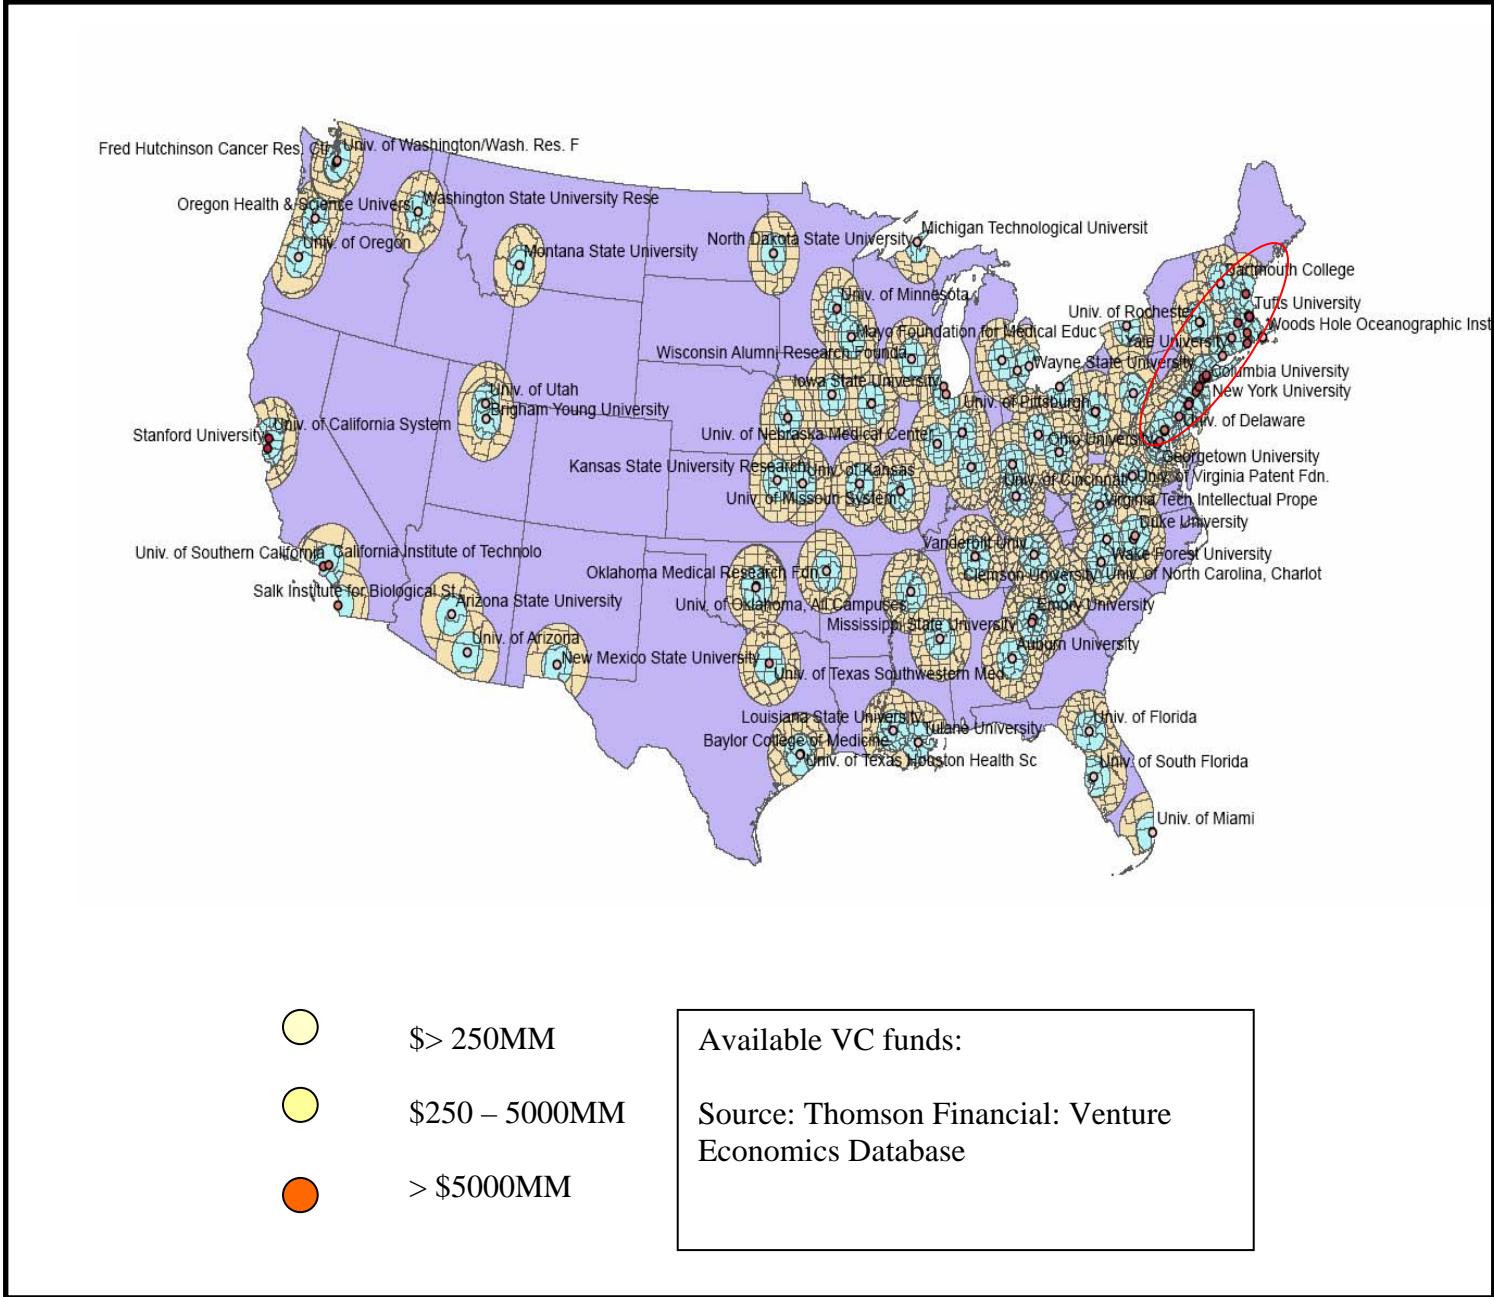 Fred Hutchinson Cancer Res. Ctr
Univ. of Washington/Wash. Res. F
Oregon Health & Science Universi
Washington State University Rese
Univ. of Oregon
Montana State University
North Dakota State University
Michigan Technological Universit
Dartmouth College
Univ. of Minnesota
Univ. of Rochester
Tufts University
Woods Hole Oceanographic Inst
Mayo Foundation for Medical Educ
Yale University
Wisconsin Alumni Research Founda
Wayne State University
Columbia University
Iowa State University
Univ. of Utah
New York University
Brigham Young University
Univ. of Pittsburgh
Univ. of Delaware
Stanford University
Univ. of California System
Univ. of Nebraska Medical Center
Ohio University
Georgetown University
Kansas State University Research
Univ. of Kansas
Univ. of Cincinnati
Univ. of Virginia Patent Fdn.
Univ. of Missouri System
Virginia Tech Intellectual Prope
Duke University
Univ. of Southern California
California Institute of Technolo
Vanderbilt Univ.
Wake Forest University
Oklahoma Medical Research Fdn
Clemson University
Univ. of North Carolina, Charlot
Salk Institute for Biological St
Arizona State University
Univ. of Oklahoma, All Campuses
Emory University
Mississippi State University
Univ. of Arizona
Auburn University
New Mexico State University
Univ. of Texas Southwestern Med.
Louisiana State University
Tulane University
Univ. of Florida
Baylor College of Medicine
Univ. of Texas Houston Health Sc
Univ. of South Florida
Univ. of Miami
$> 250MM
$250 – 5000MM
> $5000MM
Available VC funds:
Source: Thomson Financial: Venture
Economics Database